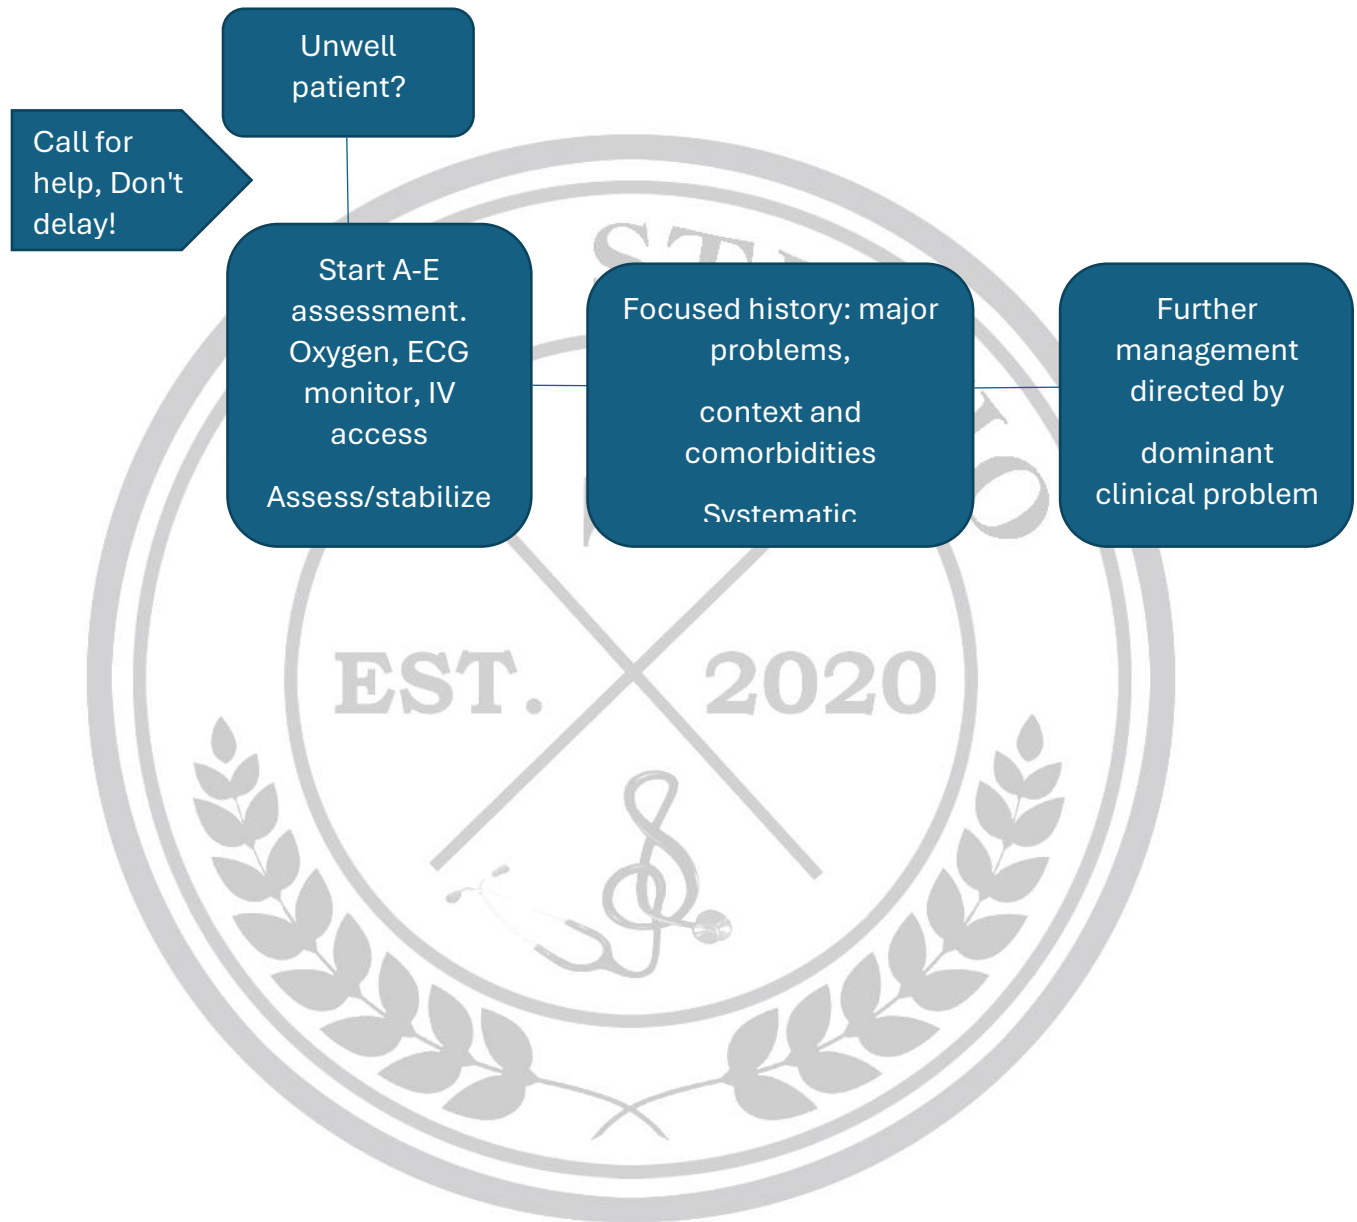 Unwell
patient?
Call for
help, Don't
delay!
Start A-E
assessment.
Oxygen, ECG
monitor, IV
access
Assess/stabilize
Focused history: major
problems,
context and
comorbidities
Systematic
Further
management
directed by
dominant
clinical problem
EST. 2020